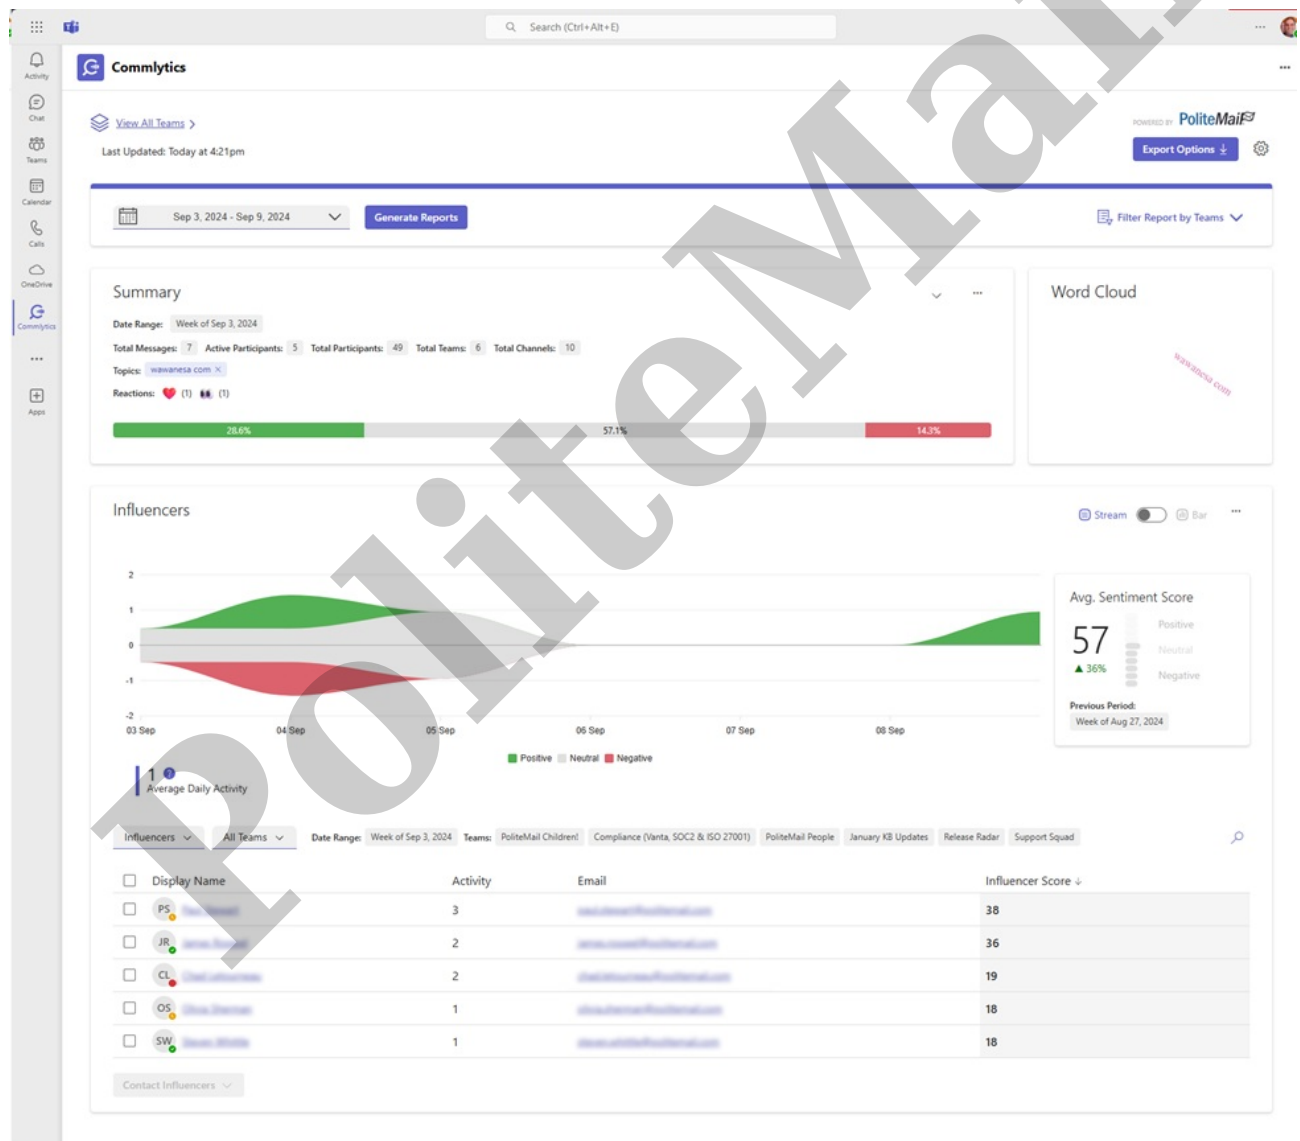 Search (Ctrl+Alt+E)
Activity
Chat
Teams
Calendar
Calls
OneDrive
Commlytics
Apps
Commlytics
View All Teams >
Last Updated: Today at 4:21pm
POWERED BY PoliteMail
Export Options
Sep 3, 2024 - Sep 9, 2024
Generate Reports
Filter Report by Teams
Summary
Date Range: Week of Sep 3, 2024
Total Messages: 7 Active Participants: 5 Total Participants: 49 Total Teams: 6 Total Channels: 10
Topics: wawanesa com ×
Reactions: (1) (1)
28.6% 57.1% 14.3%
Word Cloud
wawanesa com
Influencers
Stream Bar
2
1
0
-1
-2
03 Sep 04 Sep 05 Sep 06 Sep 07 Sep 08 Sep
Positive Neutral Negative
Avg. Sentiment Score
57
▲ 36%
Positive
Neutral
Negative
Previous Period:
Week of Aug 27, 2024
1
Average Daily Activity
Influencers All Teams Date Range: Week of Sep 3, 2024 Teams: PoliteMail Children! Compliance (Vanta, SOC2 & ISO 27001) PoliteMail People January KB Updates Release Radar Support Squad
Display Name Activity Email Influencer Score ↓
PS 3 38
JR 2 36
CL 2 19
OS 1 18
SW 1 18
Contact Influencers
PoliteMail